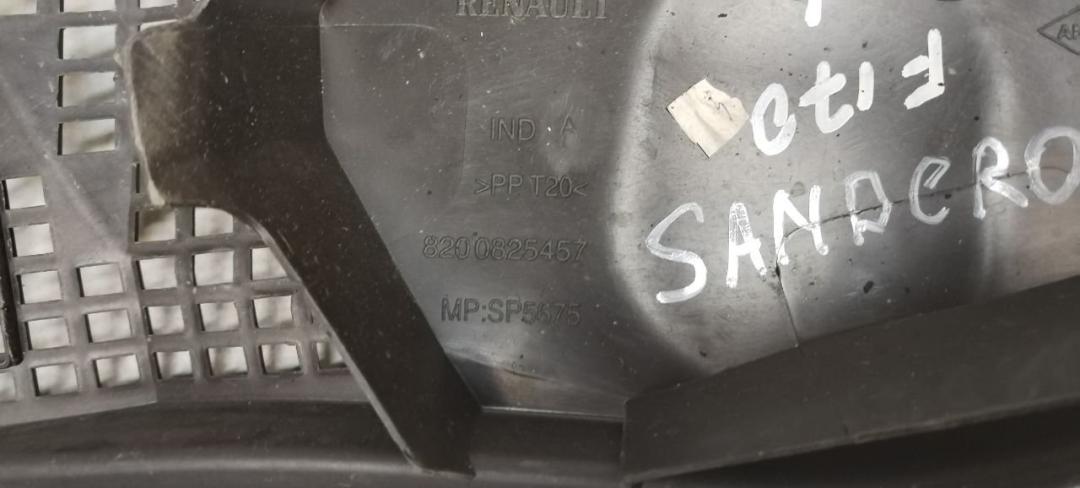 RENAULT
IND A
>PP T20<
8200825457
MP:SP5675
SANDERO